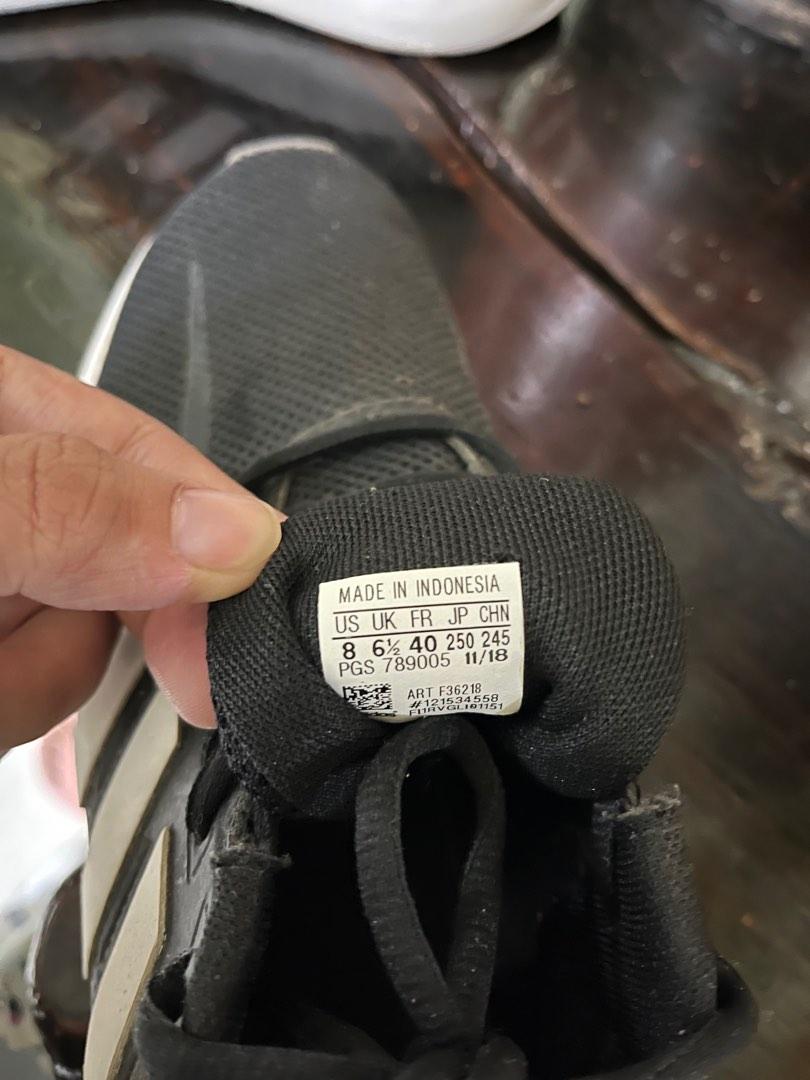 MADE IN INDONESIA
US UK FR JP CHN
8 6½ 40 250 245
PGS 789005 11/18
ART F36218
#121534558